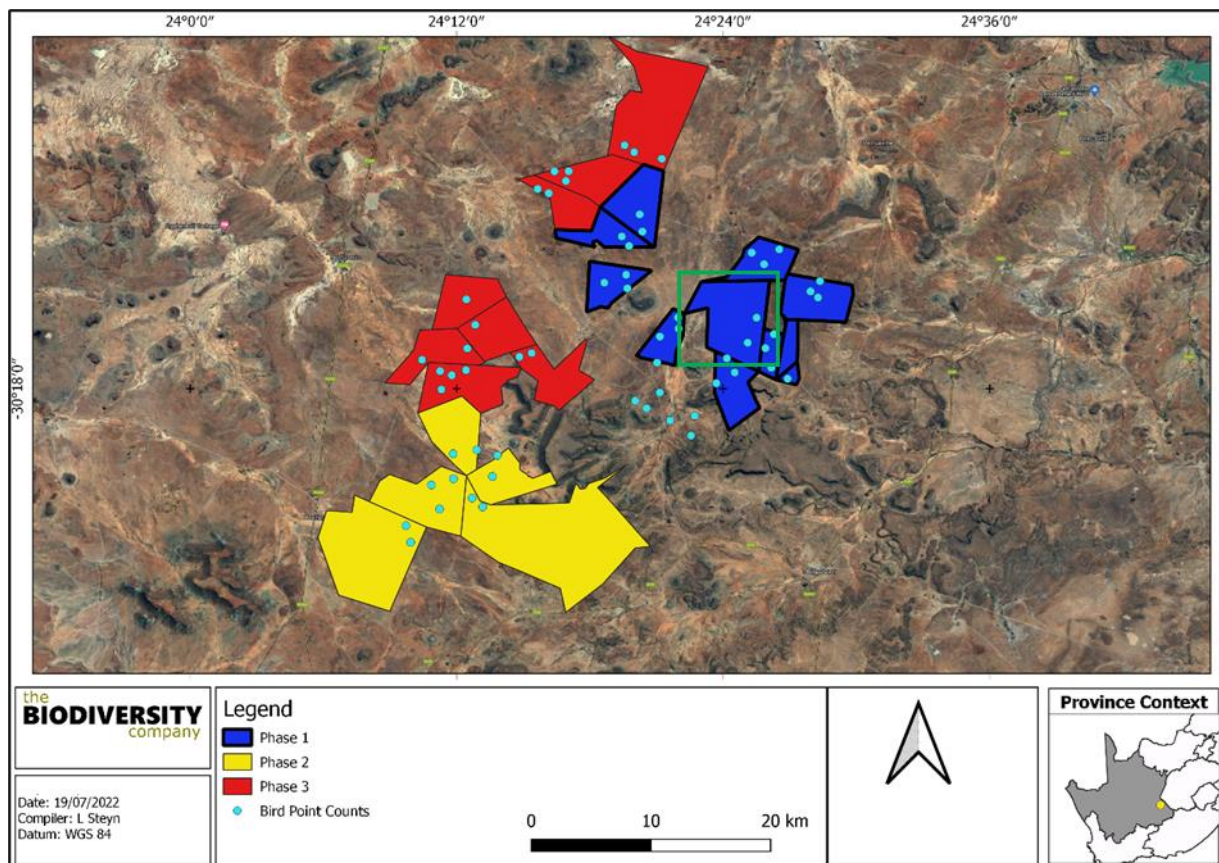 24°0'0"
24°12'0"
24°24'0"
24°36'0"
-30°18'0"
the
BIODIVERSITY
company
Date: 19/07/2022
Compiler: L Steyn
Datum: WGS 84
Legend
Phase 1
Phase 2
Phase 3
Bird Point Counts
0 10 20 km
Province Context